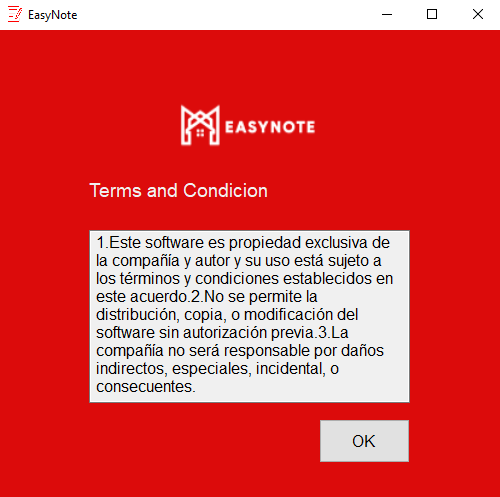 EasyNote
EASYNOTE
Terms and Condicion
1.Este software es propiedad exclusiva de
la compañía y autor y su uso está sujeto a
los términos y condiciones establecidos en
este acuerdo.2.No se permite la
distribución, copia, o modificación del
software sin autorización previa.3.La
compañía no será responsable por daños
indirectos, especiales, incidental, o
consecuentes.
OK